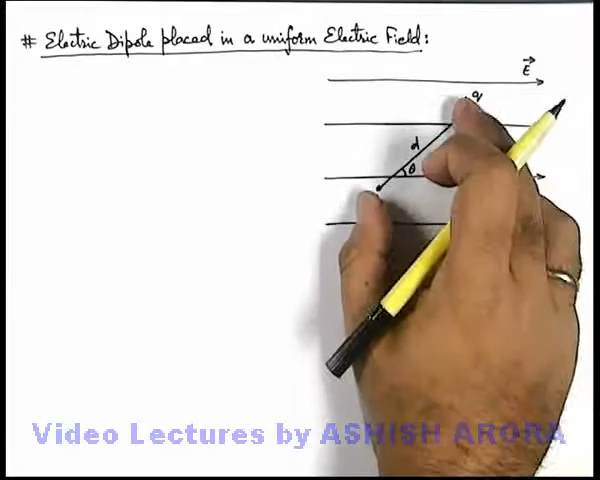 # Electric Dipole placed in a uniform Electric Field:
E
q
d
θ
Video Lectures by ASHISH ARORA